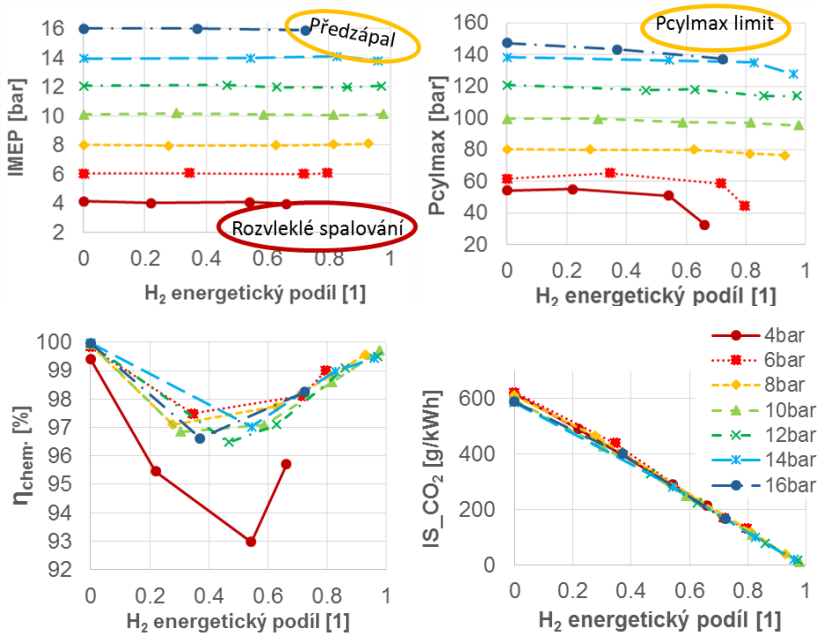 IMEP [bar]
16
14
12
10
8
6
4
2
Předzápal
Rozvleklé spalování
0
0.2
0.4
0.6
0.8
1
H₂ energetický podíl [1]
Pcylmax [bar]
160
140
120
100
80
60
40
20
Pcylmax limit
0
0.2
0.4
0.6
0.8
1
H₂ energetický podíl [1]
ηchem. [%]
100
99
98
97
96
95
94
93
92
0
0.2
0.4
0.6
0.8
1
H₂ energetický podíl [1]
IS_CO₂ [g/kWh]
600
400
200
0
4bar
6bar
8bar
10bar
12bar
14bar
16bar
0
0.2
0.4
0.6
0.8
1
H₂ energetický podíl [1]